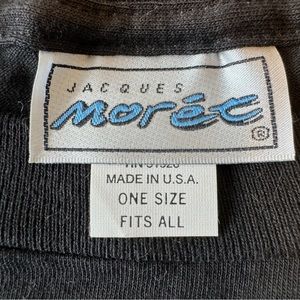 JACQUES
Morét®
MADE IN U.S.A.
ONE SIZE
FITS ALL